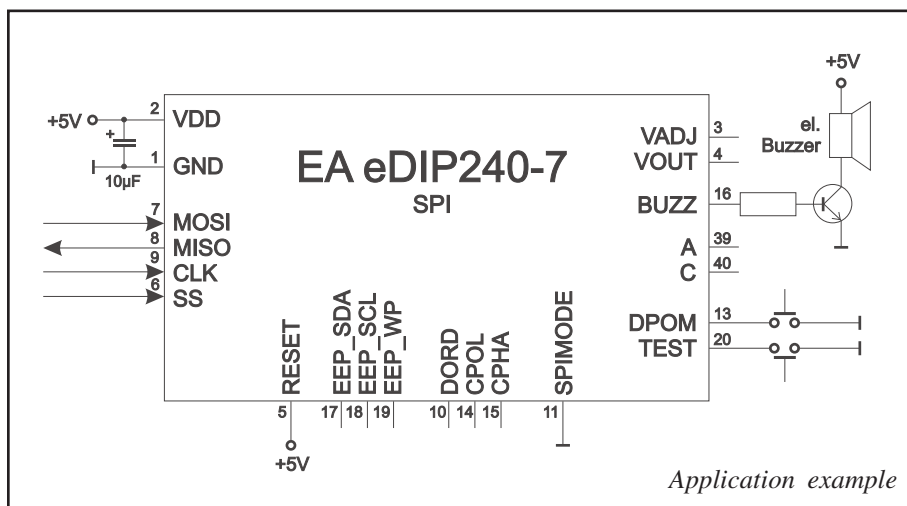 +5V
2
VDD
+
1
GND
10µF
7
MOSI
8
MISO
9
CLK
6
SS
EA eDIP240-7
SPI
VADJ
3
VOUT
4
BUZZ
16
A
39
C
40
DPOM
13
TEST
20
+5V
el.
Buzzer
RESET
EEP_SDA
EEP_SCL
EEP_WP
DORD
CPOL
CPHA
SPIMODE
5
17
18
19
10
14
15
11
+5V
Application example